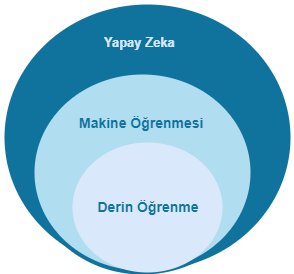 Yapay Zeka
Makine Öğrenmesi
Derin Öğrenme